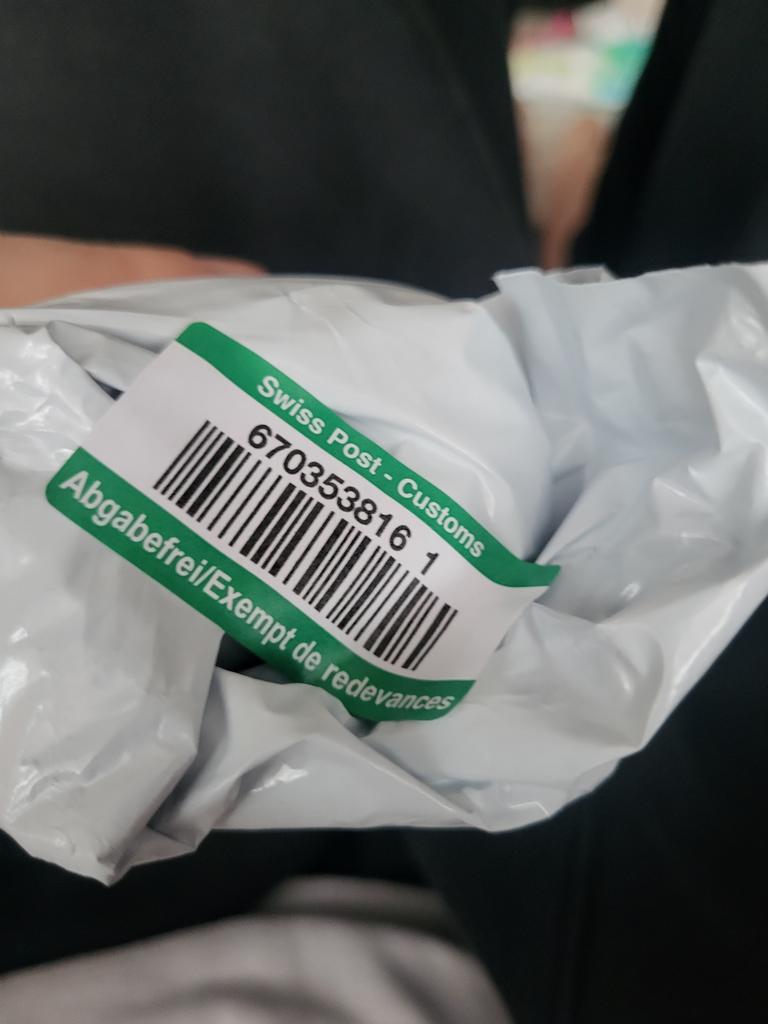 Swiss Post - Customs
670353816 1
Abgabefrei/Exempt de redevances